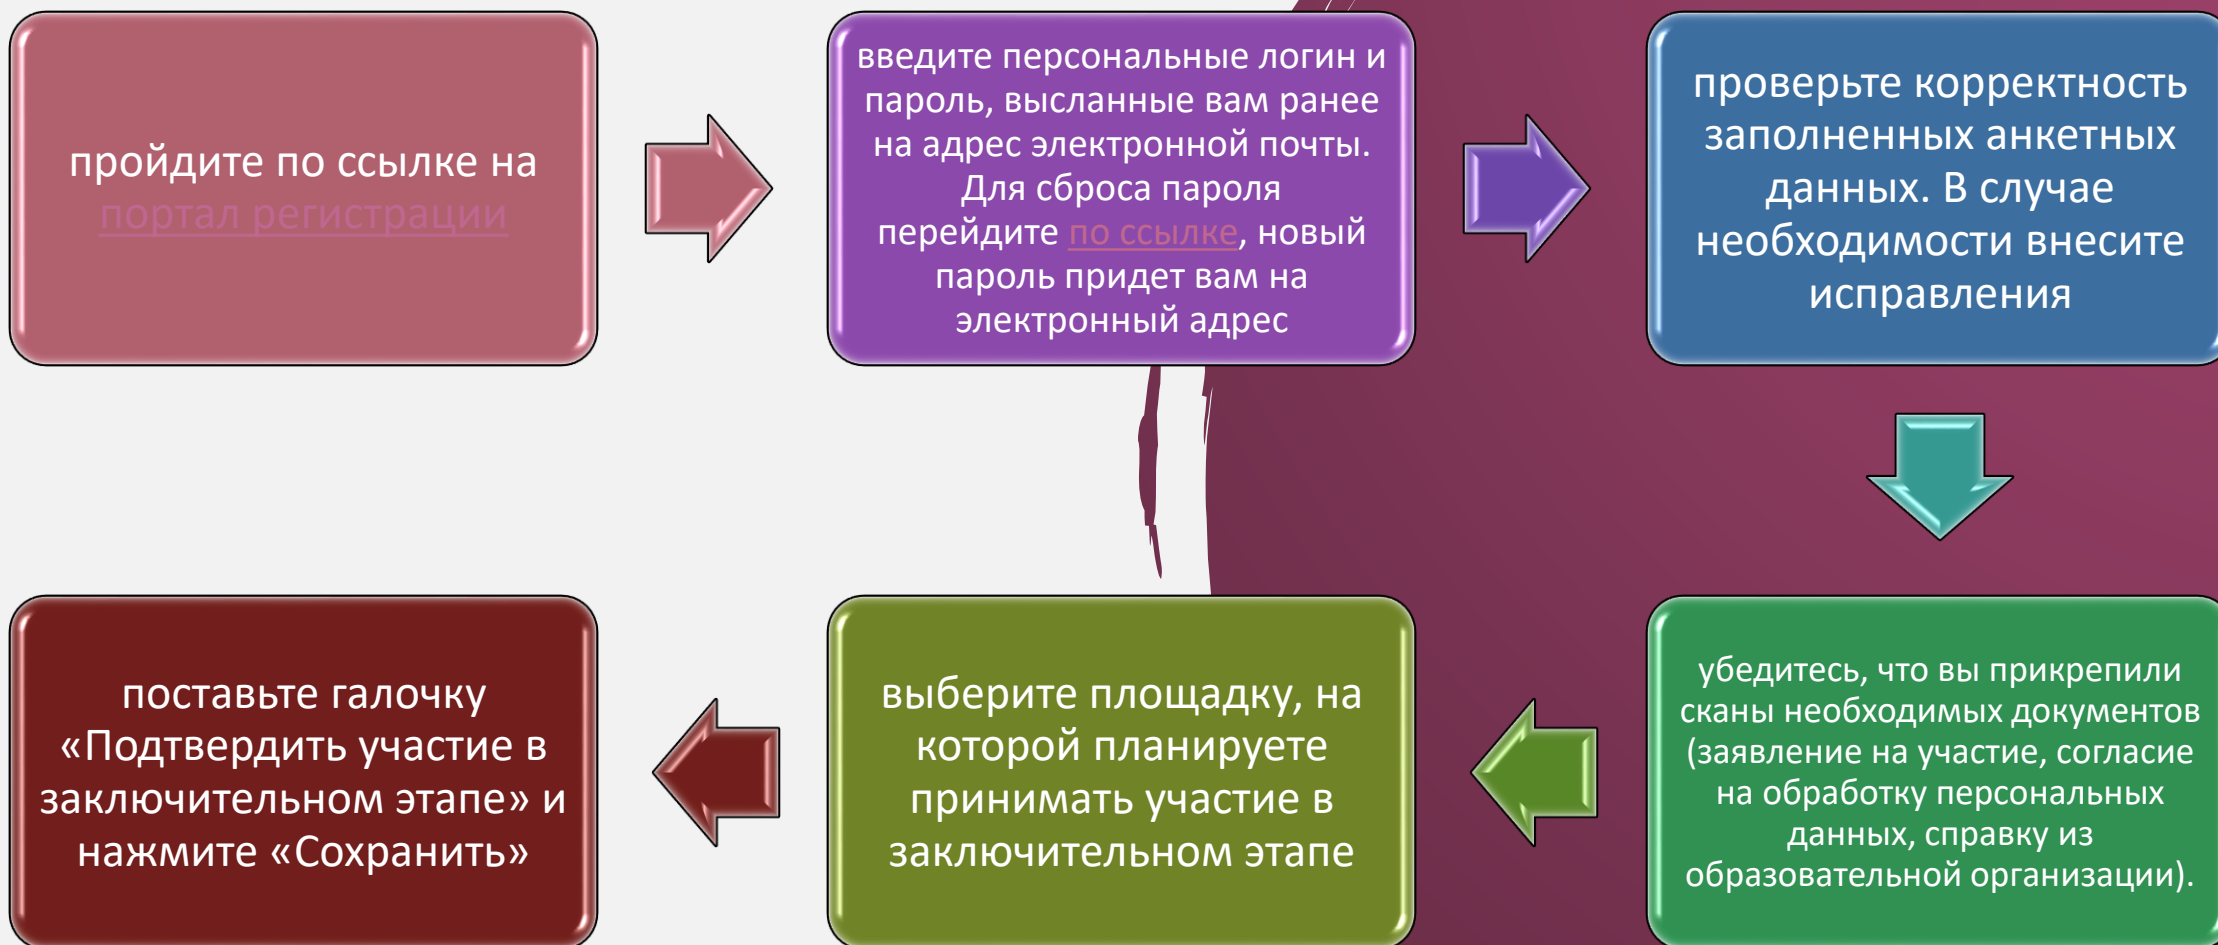 пройдите по ссылке на
портал регистрации
введите персональные логин и
пароль, высланные вам ранее
на адрес электронной почты.
Для сброса пароля
перейдите по ссылке, новый
пароль придет вам на
электронный адрес
проверьте корректность
заполненных анкетных
данных. В случае
необходимости внесите
исправления
убедитесь, что вы прикрепили
сканы необходимых документов
(заявление на участие, согласие
на обработку персональных
данных, справку из
образовательной организации).
выберите площадку, на
которой планируете
принимать участие в
заключительном этапе
поставьте галочку
«Подтвердить участие в
заключительном этапе» и
нажмите «Сохранить»